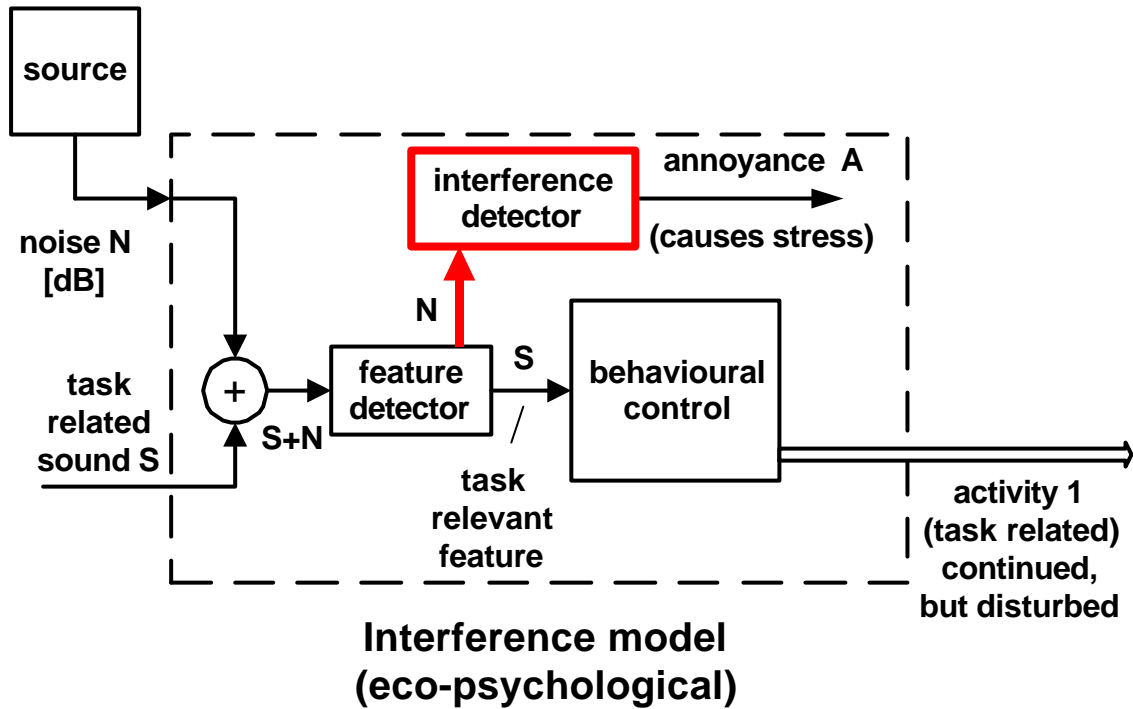 source
noise N
[dB]
task
related
sound S
+
S+N
feature
detector
N
interference
detector
annoyance A
(causes stress)
S
task
relevant
feature
behavioural
control
activity 1
(task related)
continued,
but disturbed
Interference model
(eco-psychological)